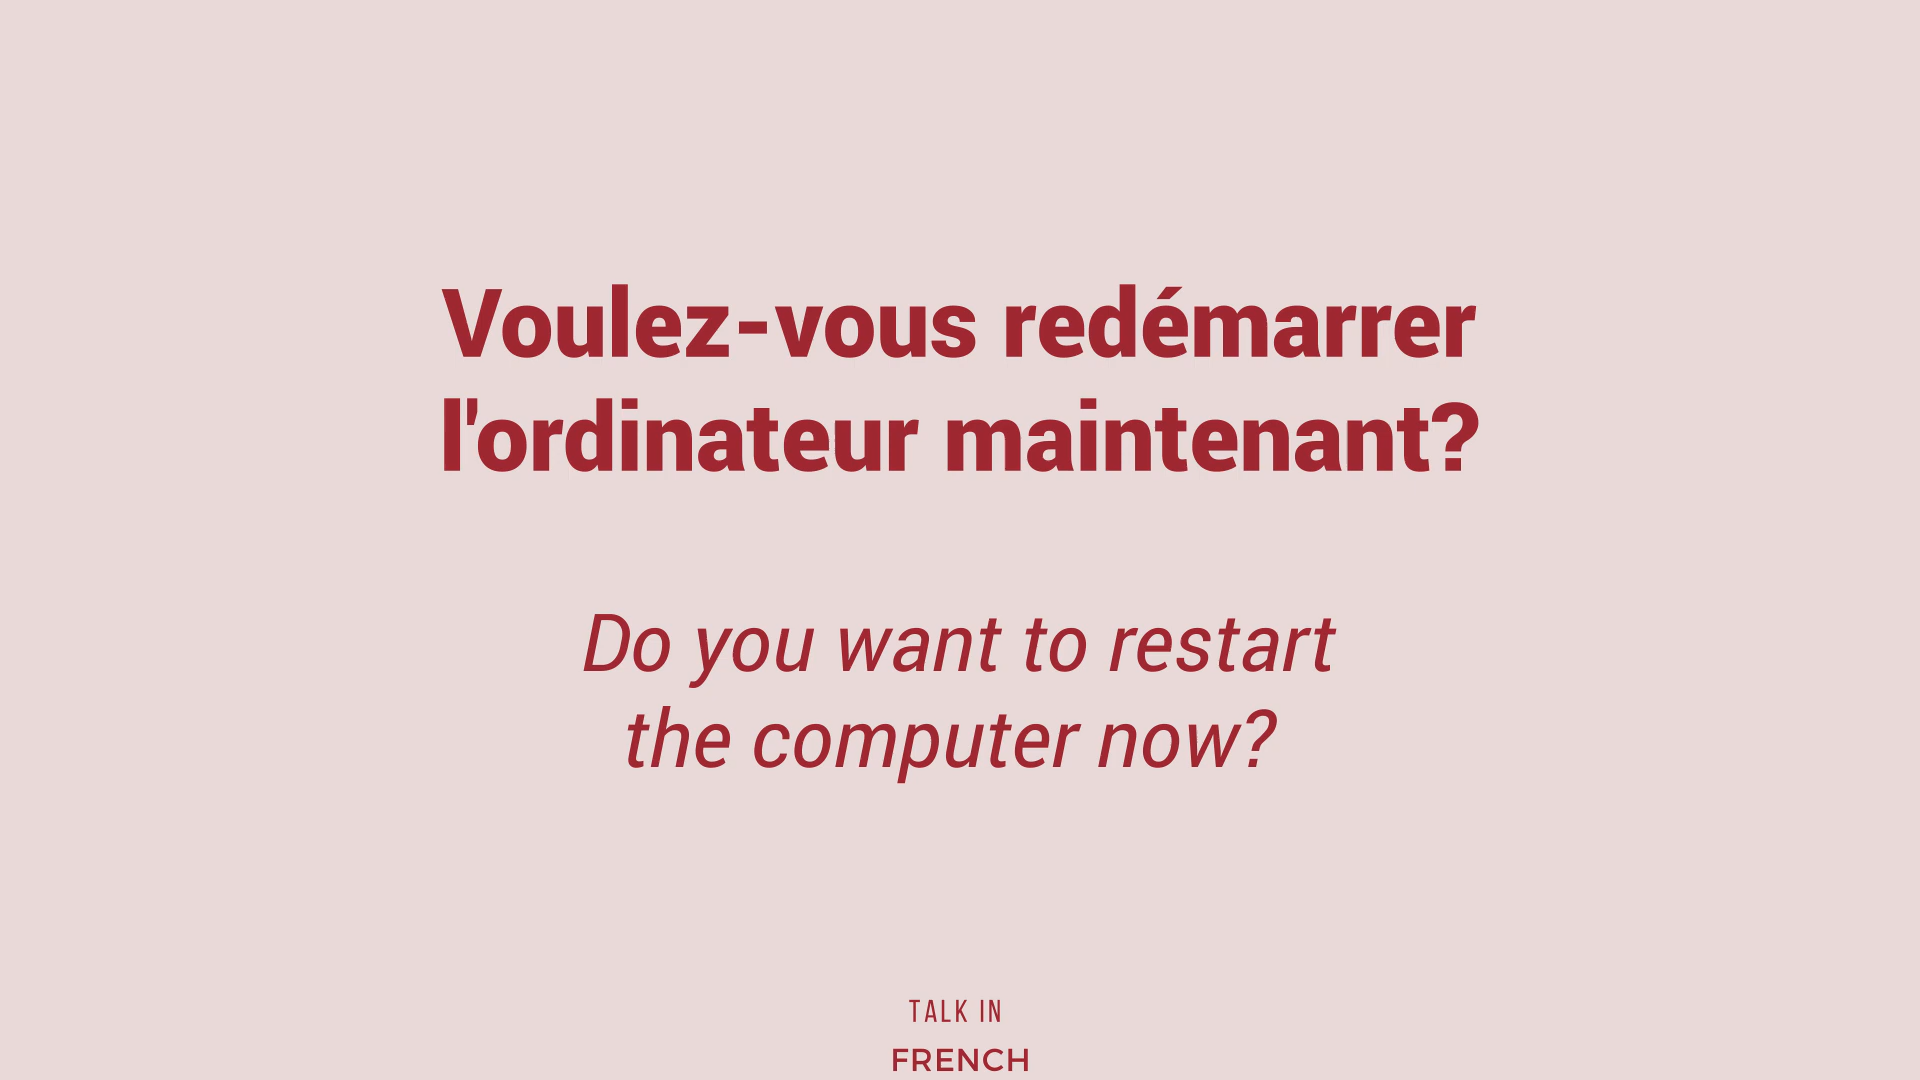 Voulez-vous redémarrer
l'ordinateur maintenant?
Do you want to restart
the computer now?
TALK IN
FRENCH